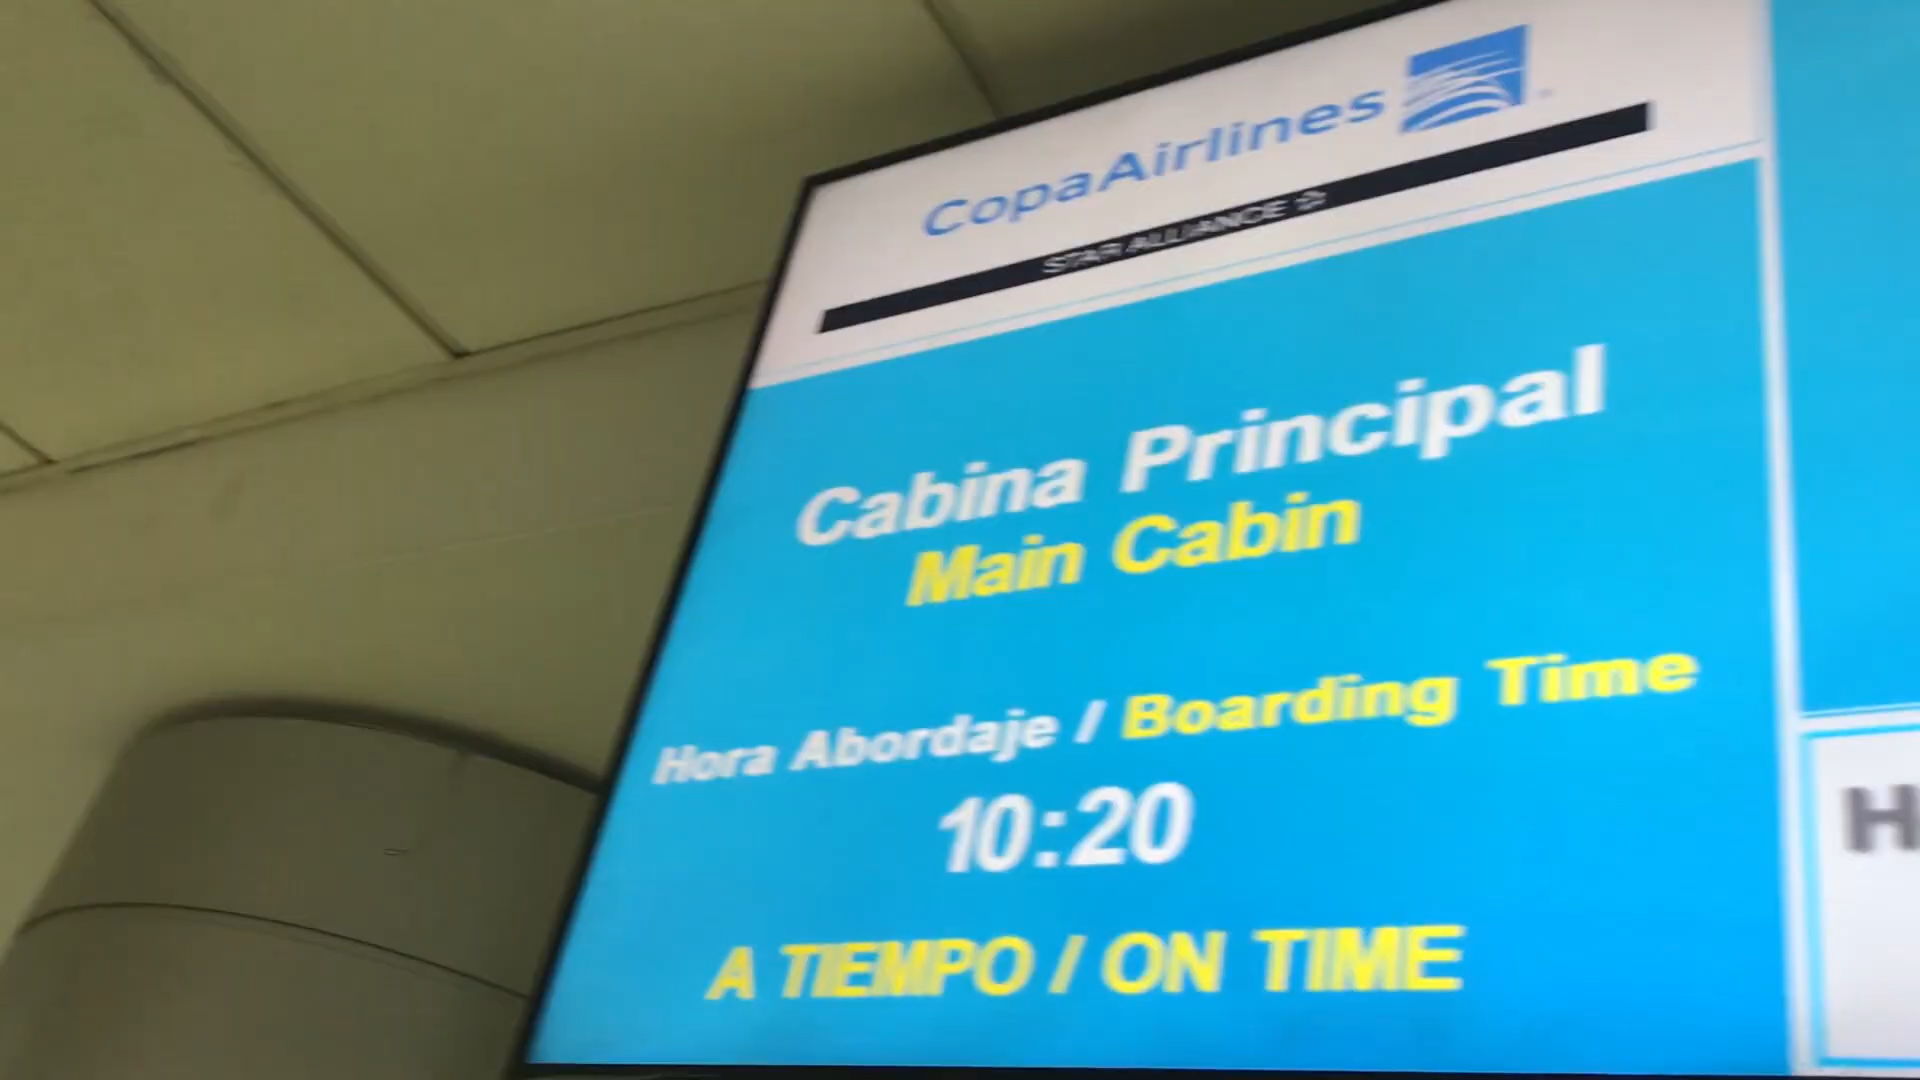 CopaAirlines
STAR ALLIANCE
Cabina Principal
Main Cabin
Hora Abordaje / Boarding Time
10:20
A TIEMPO / ON TIME
H